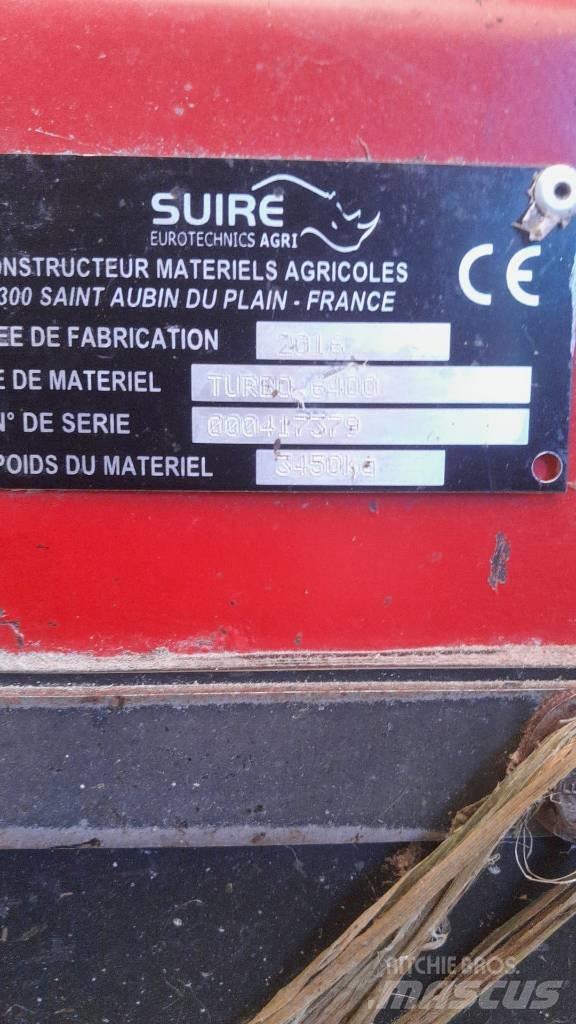 SUIRE
EUROTECHNICS AGRI
ONSTRUCTEUR MATERIELS AGRICOLES
300 SAINT AUBIN DU PLAIN - FRANCE
CE
EE DE FABRICATION 2016
E DE MATERIEL TURBO 6400
N° DE SERIE 000417379
POIDS DU MATERIEL 3450kg
RITCHIE BROS.
MASCUS